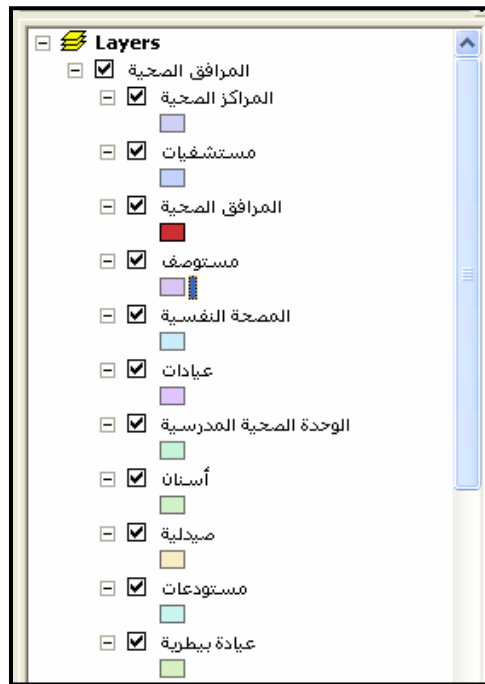 Layers
المرافق الصحية
المراكز الصحية
مستشفيات
المرافق الصحية
مستوصف
المصحة النفسية
عيادات
الوحدة الصحية المدرسية
أسنان
صيدلية
مستودعات
عيادة بيطرية